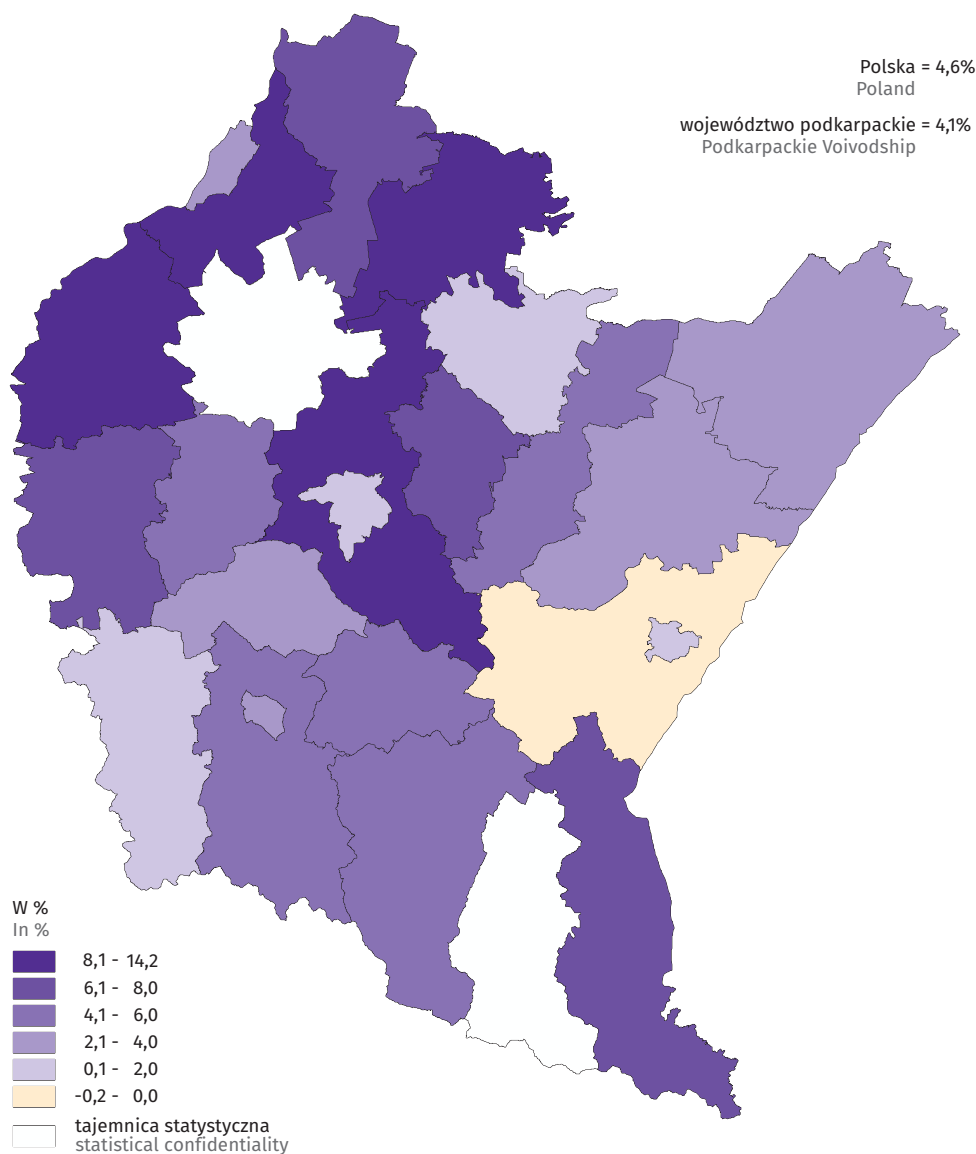 Polska = 4,6%
Poland
województwo podkarpackie = 4,1%
Podkarpackie Voivodship
W %
In %
8,1 - 14,2
6,1 - 8,0
4,1 - 6,0
2,1 - 4,0
0,1 - 2,0
-0,2 - 0,0
tajemnica statystyczna
statistical confidentiality